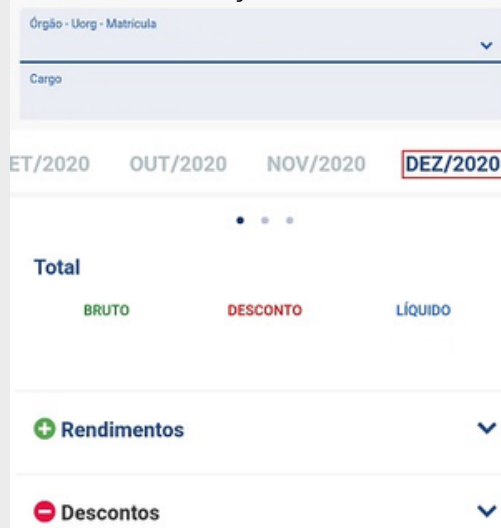 Órgão - Uorg - Matrícula
Cargo
ET/2020 OUT/2020 NOV/2020 DEZ/2020
Total
BRUTO DESCONTO LÍQUIDO
Rendimentos
Descontos